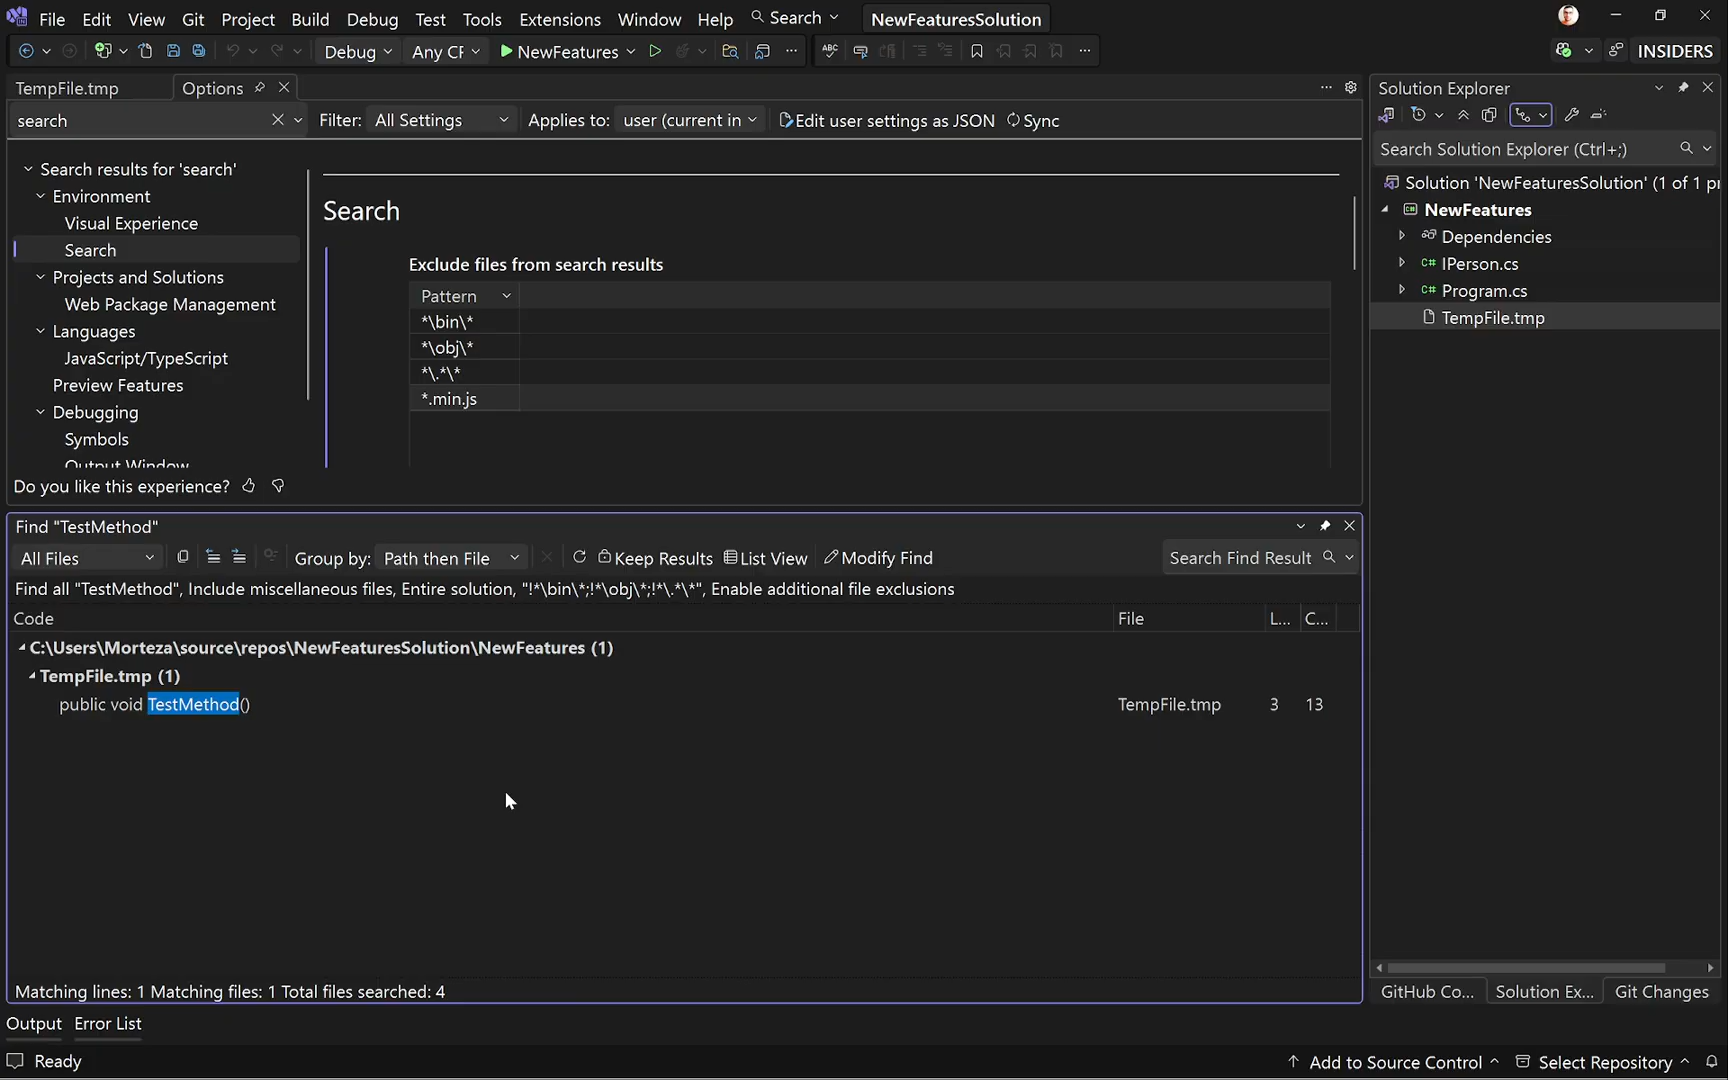 File Edit View Git Project Build Debug Test Tools Extensions Window Help Search NewFeaturesSolution
Debug Any CF NewFeatures INSIDERS
TempFile.tmp Options
search Filter: All Settings Applies to: user (current in Edit user settings as JSON Sync
Search results for 'search'
Environment
Visual Experience
Search
Projects and Solutions
Web Package Management
Languages
JavaScript/TypeScript
Preview Features
Debugging
Symbols
Output Window
Do you like this experience?
Search
Exclude files from search results
Pattern
*\bin\*
*\obj\*
*\.*\*
*.min.js
Find "TestMethod"
All Files Group by: Path then File Keep Results List View Modify Find Search Find Result
Find all "TestMethod", Include miscellaneous files, Entire solution, "!*\bin\*;!*\obj\*;!*\.*\*", Enable additional file exclusions
Code File L... C...
C:\Users\Morteza\source\repos\NewFeaturesSolution\NewFeatures (1)
TempFile.tmp (1)
public void TestMethod() TempFile.tmp 3 13
Matching lines: 1 Matching files: 1 Total files searched: 4
Solution Explorer
Search Solution Explorer (Ctrl+;)
Solution 'NewFeaturesSolution' (1 of 1 pr
C# NewFeatures
Dependencies
C# IPerson.cs
C# Program.cs
TempFile.tmp
GitHub Co... Solution Ex... Git Changes
Output Error List
Ready Add to Source Control Select Repository